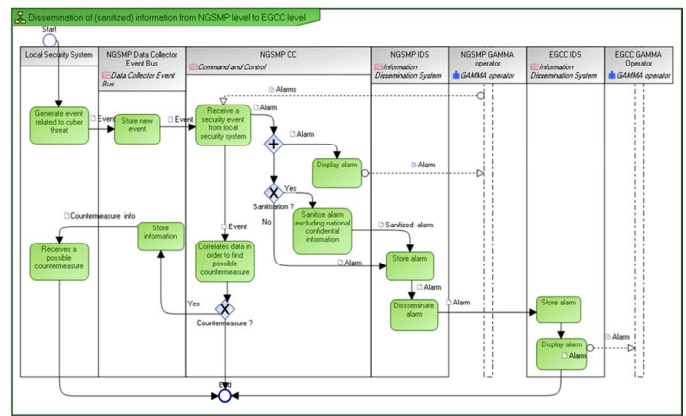 Dissemination of (sanitized) information from NGSMP level to EGCC level
Start
Local Security System
NGSMP Data Collector
Event Bus
Data Collector Event
Bus
NGSMP CC
Command and Control
NGSMP IDS
Information
Dissemination System
NGSMP GAMMA
operator
GAMMA operator
EGCC IDS
Information
Dissemination System
EGCC GAMMA
Operator
GAMMA operator
Alarms
Generate event
related to cyber
threat
Event
Store new
event
Event
Receive a
security event
from local
security system
Alarm
Alarm
Display alarm
Alarm
Sanitisation ?
Yes
No
Sanitise alarm
excluding national
confidental
information
Sanitized alarm
Countermeasure info
Store
information
Event
Receives a
possible
countermeasure
Correlates data in
order to find
possible
countermeasure
Alarm
Store alarm
Alarm
Disseminate
alarm
Alarm
Store alarm
Yes
Countermeasure ?
Alarm
Display alarm
Alarm
End